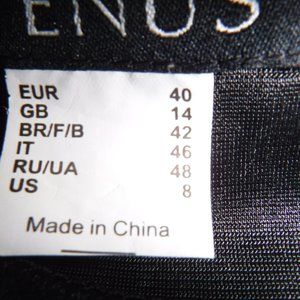 ENUS
EUR 40
GB 14
BR/F/B 42
IT 46
RU/UA 48
US 8
Made in China